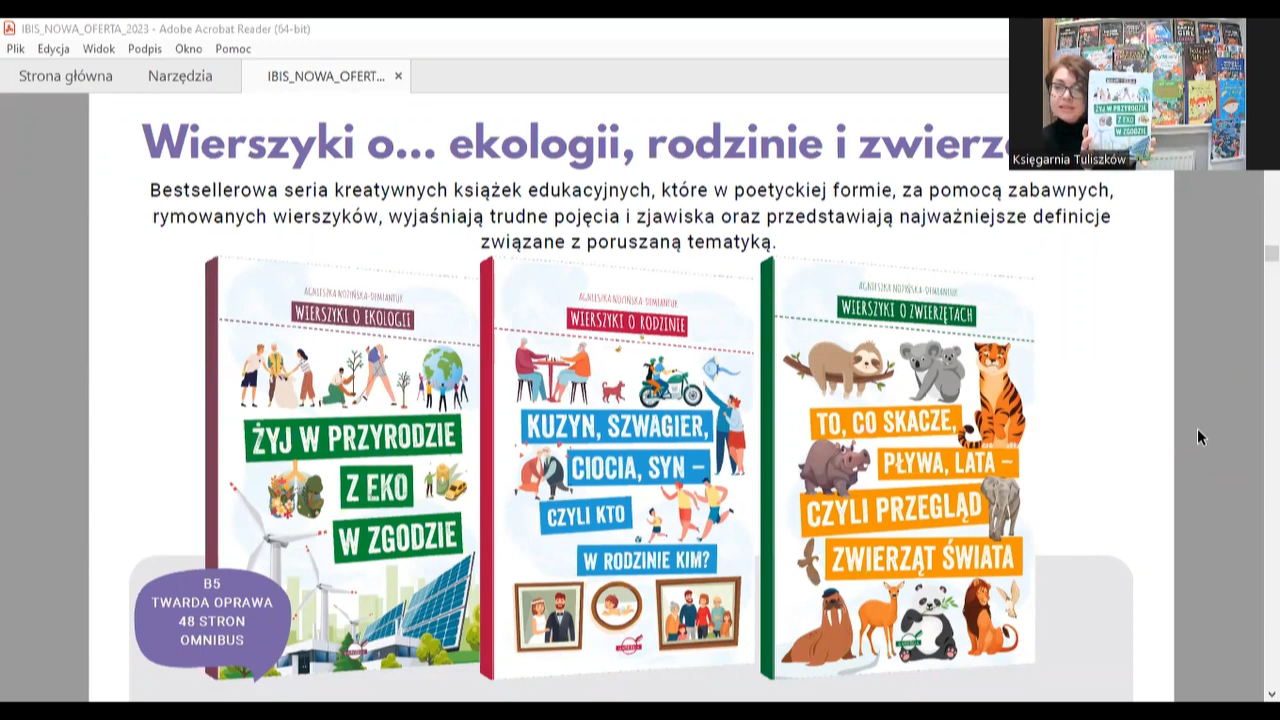 IBIS_NOWA_OFERTA_2023 - Adobe Acrobat Reader (64-bit)
Plik Edycja Widok Podpis Okno Pomoc
Strona główna Narzędzia IBIS_NOWA_OFERT... ×
Wierszyki o... ekologii, rodzinie i zwierz
Bestsellerowa seria kreatywnych książek edukacyjnych, które w poetyckiej formie, za pomocą zabawnych,
rymowanych wierszyków, wyjaśniają trudne pojęcia i zjawiska oraz przedstawiają najważniejsze definicje
związane z poruszaną tematyką.
AGNIESZKA NOŻYŃSKA-DEMIANIUK
WIERSZYKI O EKOLOGII
ŻYJ W PRZYRODZIE
Z EKO
W ZGODZIE
AGNIESZKA NOŻYŃSKA-DEMIANIUK
WIERSZYKI O RODZINIE
KUZYN, SZWAGIER,
CIOCIA, SYN –
CZYLI KTO
W RODZINIE KIM?
AGNIESZKA NOŻYŃSKA-DEMIANIUK
WIERSZYKI O ZWIERZĘTACH
TO, CO SKACZE,
PŁYWA, LATA –
CZYLI PRZEGLĄD
ZWIERZĄT ŚWIATA
B5
TWARDA OPRAWA
48 STRON
OMNIBUS
ŻYJ W PRZYRODZIE
Z EKO
W ZGODZIE
Księgarnia Tuliszków